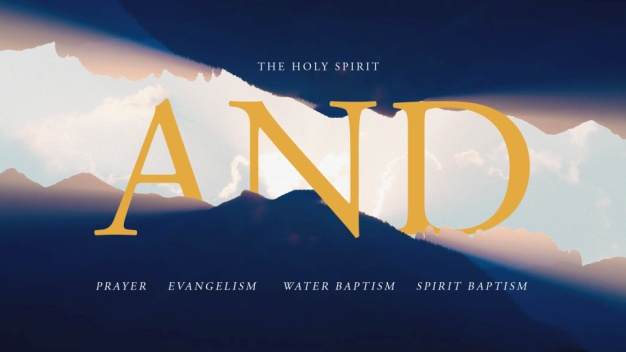 THE HOLY SPIRIT
AND
PRAYER EVANGELISM WATER BAPTISM SPIRIT BAPTISM